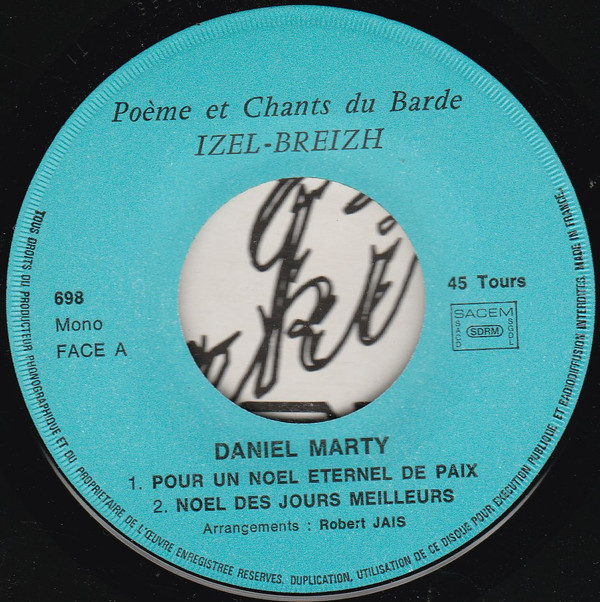 Poème et Chants du Barde
IZEL-BREIZH
698
Mono
FACE A
45 Tours
SACEM
SACD
SDRM
SGDL
DANIEL MARTY
1. POUR UN NOEL ETERNEL DE PAIX
2. NOEL DES JOURS MEILLEURS
Arrangements : Robert JAIS
TOUS DROITS DU PRODUCTEUR PHONOGRAPHIQUE ET DU PROPRIETAIRE DE L'ŒUVRE ENREGISTREE RESERVES. DUPLICATION, UTILISATION DE CE DISQUE POUR EXECUTION PUBLIQUE ET RADIODIFFUSION INTERDITES. MADE IN FRANCE.